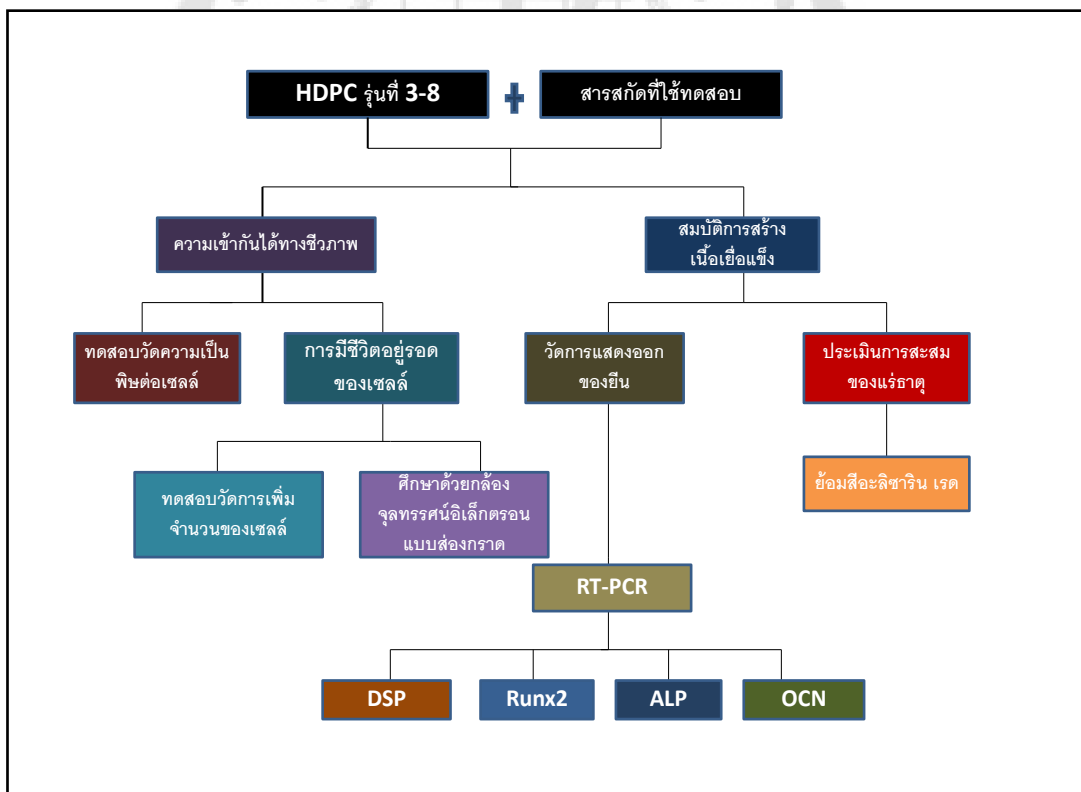 HDPC รุ่นที่ 3-8
สารสกัดที่ใช้ทดสอบ
ความเข้ากันได้ทางชีวภาพ
สมบัติการสร้าง
เนื้อเยื่อแข็ง
ทดสอบวัดความเป็น
พิษต่อเซลล์
การมีชีวิตอยู่รอด
ของเซลล์
วัดการแสดงออก
ของยีน
ประเมินการสะสม
ของแร่ธาตุ
ทดสอบวัดการเพิ่ม
จำนวนของเซลล์
ศึกษาด้วยกล้อง
จุลทรรศน์อิเล็กตรอน
แบบส่องกราด
ย้อมสีอะลิซาริน เรด
RT-PCR
DSP
Runx2
ALP
OCN